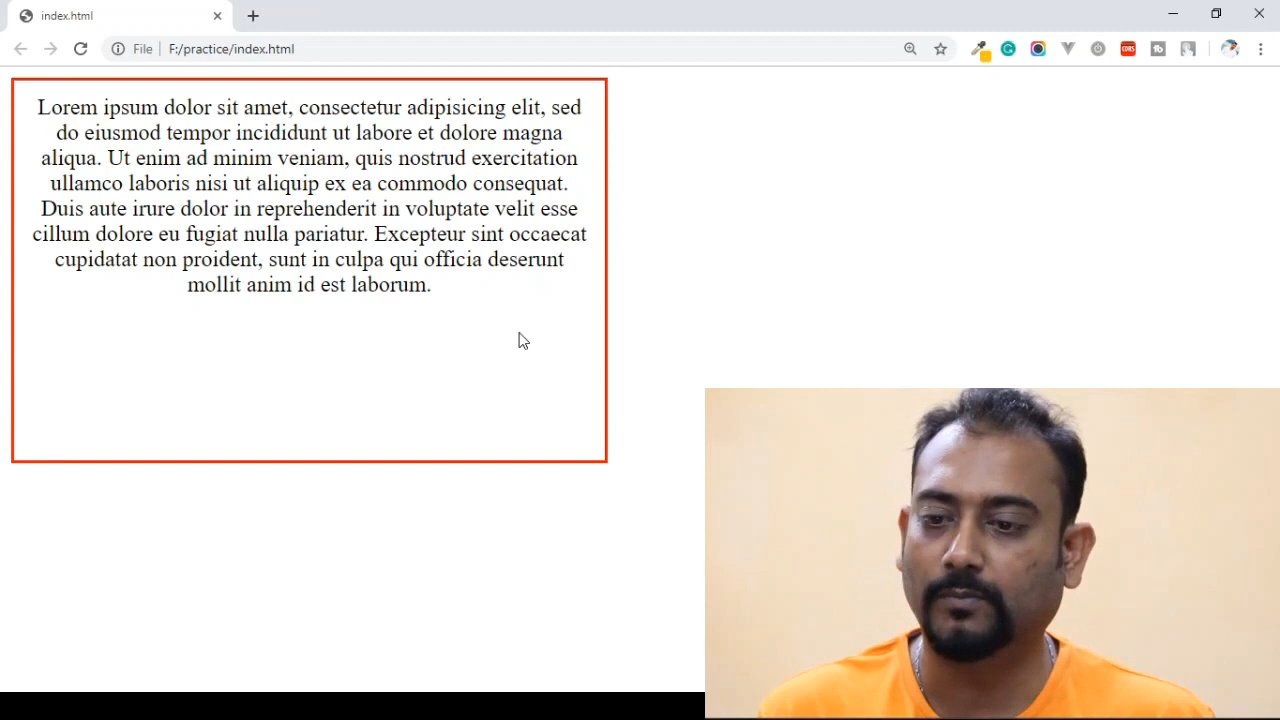 index.html
File
F:/practice/index.html
Lorem ipsum dolor sit amet, consectetur adipisicing elit, sed
do eiusmod tempor incididunt ut labore et dolore magna
aliqua. Ut enim ad minim veniam, quis nostrud exercitation
ullamco laboris nisi ut aliquip ex ea commodo consequat.
Duis aute irure dolor in reprehenderit in voluptate velit esse
cillum dolore eu fugiat nulla pariatur. Excepteur sint occaecat
cupidatat non proident, sunt in culpa qui officia deserunt
mollit anim id est laborum.